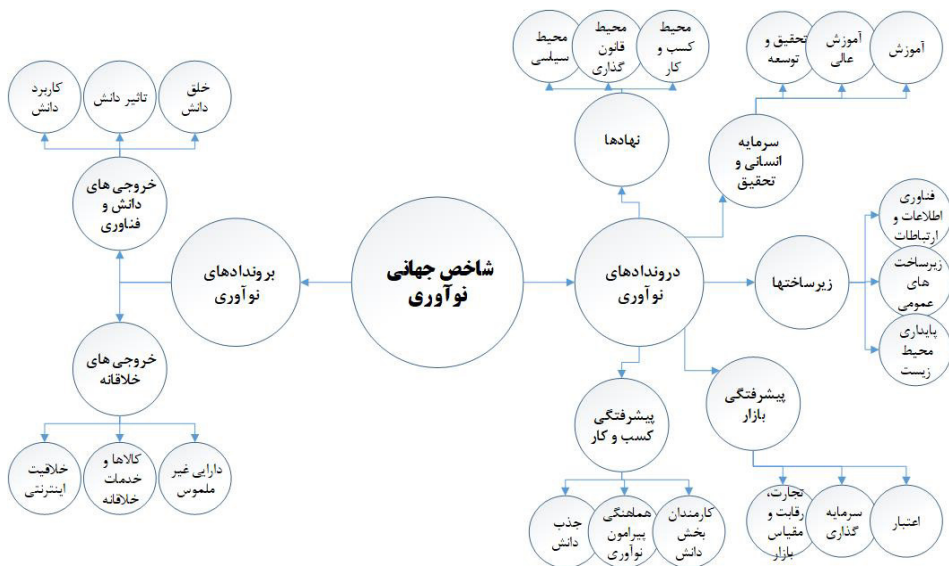 شاخص جهانی
نوآوری
دروندادهای
نوآوری
نهادها
محیط
کسب و
کار
محیط
قانون
گذاری
محیط
سیاسی
سرمایه
انسانی و
تحقیق
آموزش
آموزش
عالی
تحقیق و
توسعه
زیرساختها
فناوری
اطلاعات و
ارتباطات
زیرساخت
های
عمومی
پایداری
محیط
زیست
پیشرفتگی
بازار
اعتبار
سرمایه
گذاری
تجارت،
رقابت و
مقیاس
بازار
پیشرفتگی
کسب و کار
کارمندان
بخش
دانش
هماهنگی
پیرامون
نوآوری
جذب
دانش
بروندادهای
نوآوری
خروجی های
دانش و
فناوری
خلق
دانش
تاثیر دانش
کاربرد
دانش
خروجی های
خلاقانه
دارایی غیر
ملموس
کالاها و
خدمات
خلاقانه
خلاقیت
اینترنتی